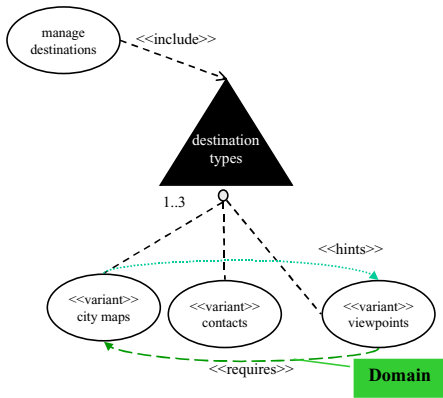 manage
destinations
<<include>>
destination
types
1..3
<<hints>>
<<variant>>
city maps
<<variant>>
contacts
<<variant>>
viewpoints
<<requires>>
Domain